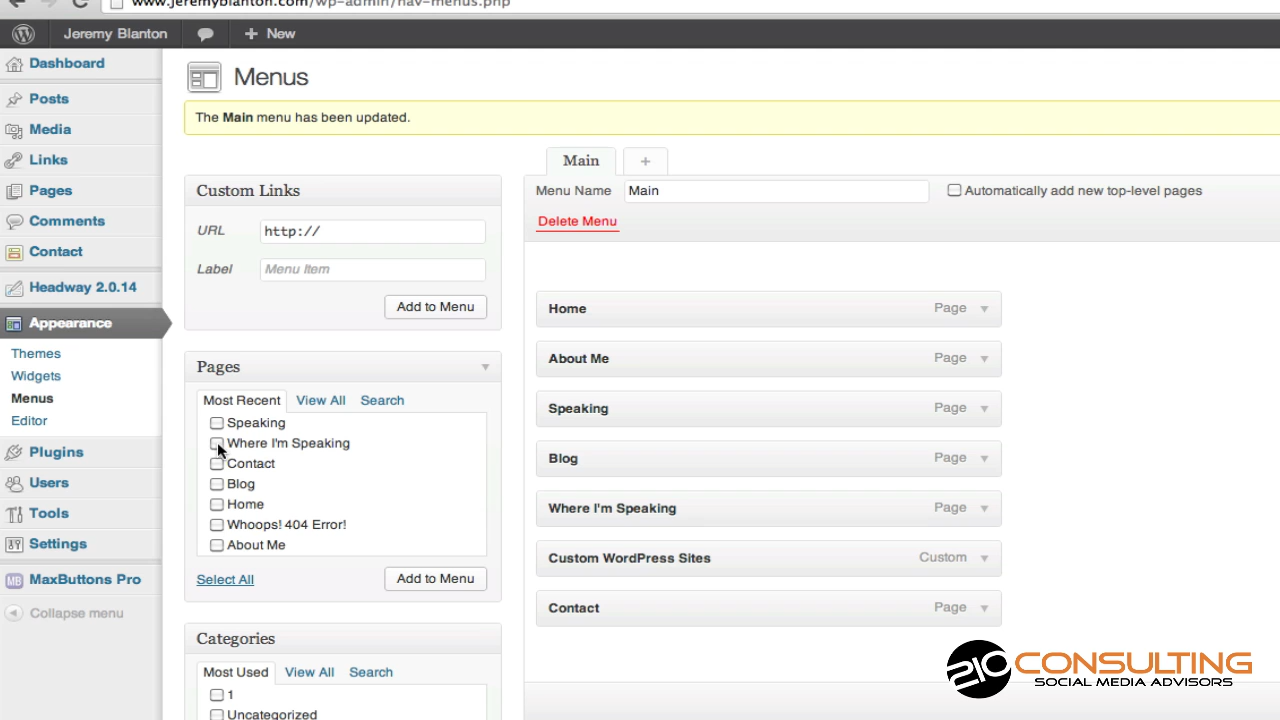 www.jeremyblanton.com/wp-admin/nav-menus.php
Jeremy Blanton
New
Dashboard
Posts
Media
Links
Pages
Comments
Contact
Headway 2.0.14
Appearance
Themes
Widgets
Menus
Editor
Plugins
Users
Tools
Settings
MB MaxButtons Pro
Collapse menu
Menus
The Main menu has been updated.
Custom Links
URL http://
Label Menu Item
Add to Menu
Pages
Most Recent View All Search
Speaking
Where I'm Speaking
Contact
Blog
Home
Whoops! 404 Error!
About Me
Select All Add to Menu
Categories
Most Used View All Search
1
Uncategorized
Main +
Menu Name Main Automatically add new top-level pages
Delete Menu
Home Page
About Me Page
Speaking Page
Blog Page
Where I'm Speaking Page
Custom WordPress Sites Custom
Contact Page
210 CONSULTING
SOCIAL MEDIA ADVISORS